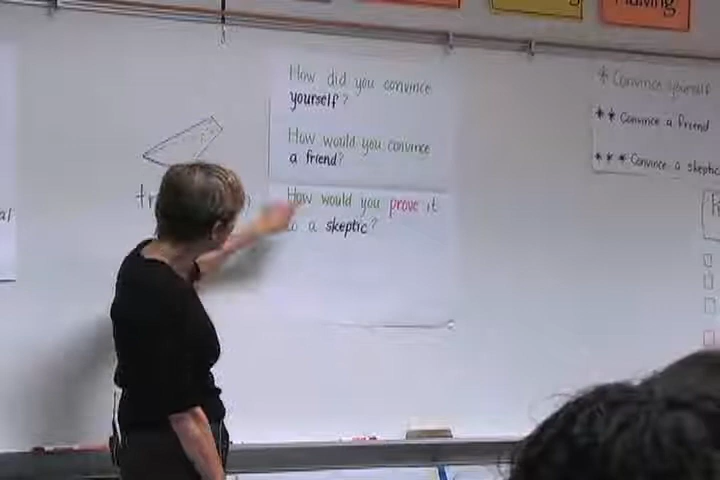 How did you convince
yourself?
How would you convince
a friend?
How would you prove it
to a skeptic?
* Convince yourself
** Convince a friend
*** Convince a skeptic
al